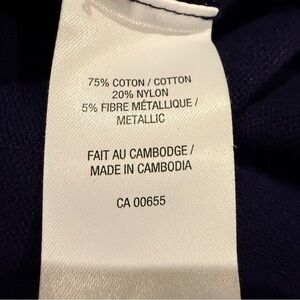 75% COTON / COTTON
20% NYLON
5% FIBRE MÉTALLIQUE /
METALLIC
FAIT AU CAMBODGE /
MADE IN CAMBODIA
CA 00655